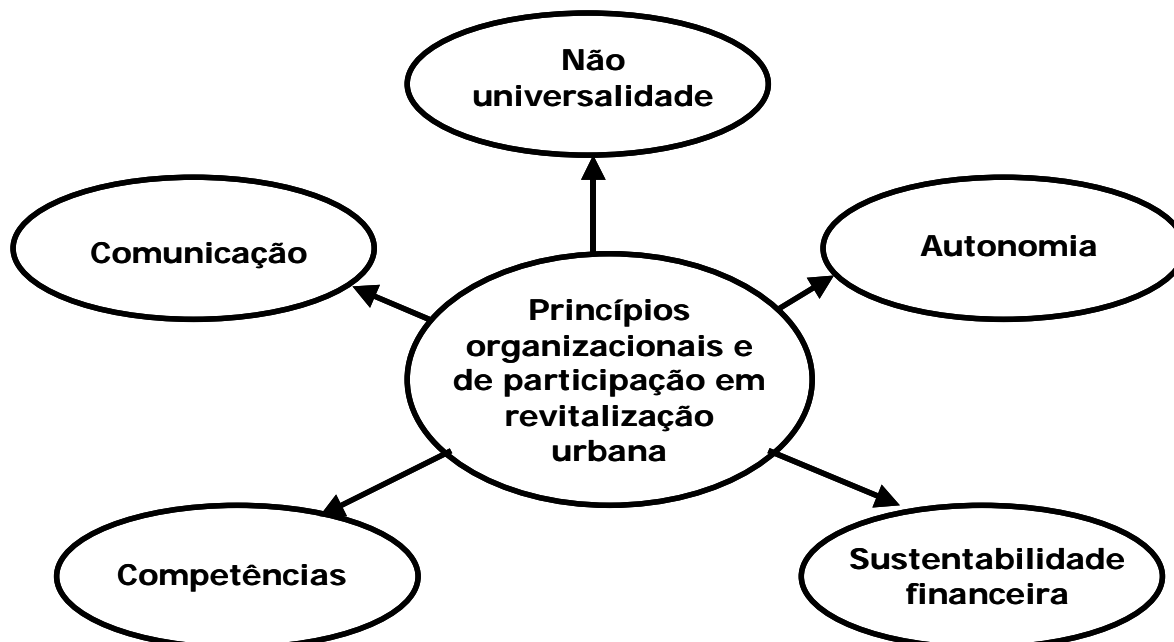 Não
universalidade
Comunicação
Autonomia
Princípios
organizacionais e
de participação em
revitalização
urbana
Competências
Sustentabilidade
financeira